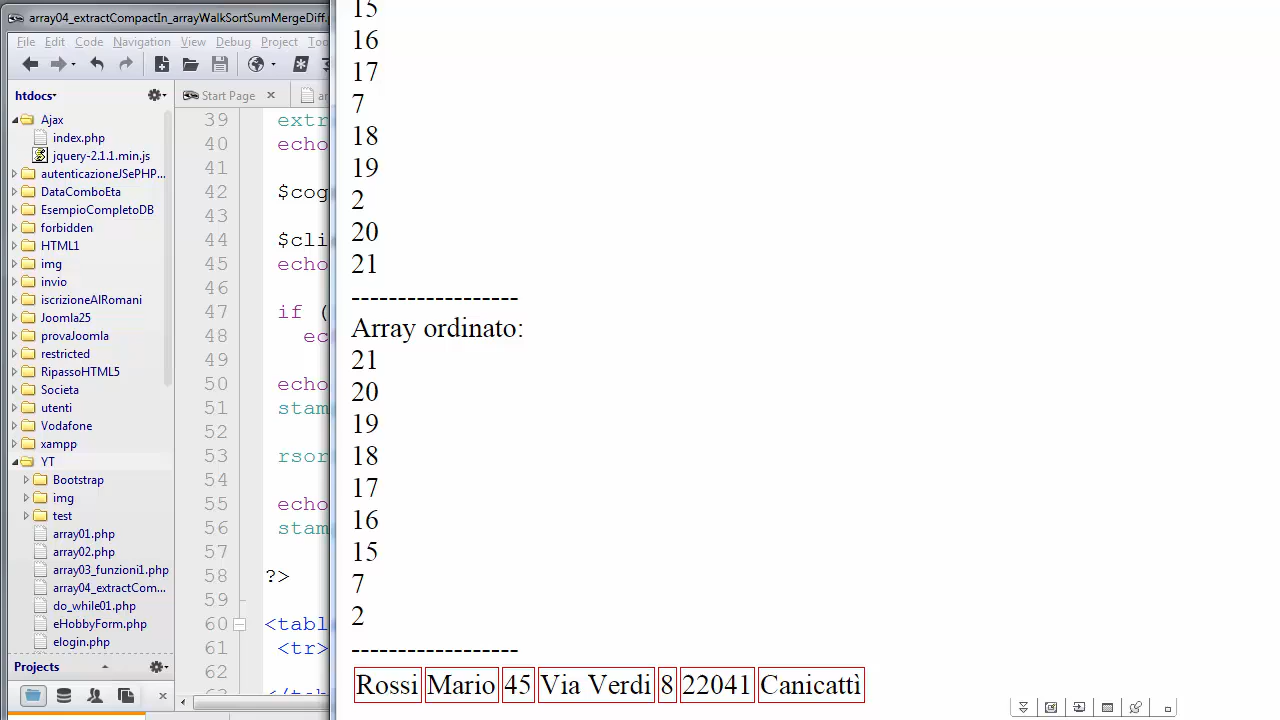 array04_extractCompactIn_arrayWalkSortSumMergeDiff.
File Edit Code Navigation View Debug Project Too
htdocs
Start Page
Ajax
index.php
jquery-2.1.1.min.js
autenticazioneJSePHP...
DataComboEta
EsempioCompletoDB
forbidden
HTML1
img
invio
iscrizioneAIRomani
Joomla25
provaJoomla
restricted
RipassoHTML5
Societa
utenti
Vodafone
xampp
YT
Bootstrap
img
test
array01.php
array02.php
array03_funzioni1.php
array04_extractCom...
do_while01.php
eHobbyForm.php
elogin.php
Projects
39 extr
40 echo
41
42 $cog
43
44 $cli
45 echo
46
47 if (
48 ec
49
50 echo
51 stam
52
53 rsor
54
55 echo
56 stam
57
58 ?>
59
60 <tabl
61 <tr>
62
15
16
17
7
18
19
2
20
21
------------------
Array ordinato:
21
20
19
18
17
16
15
7
2
------------------
Rossi Mario 45 Via Verdi 8 22041 Canicattì